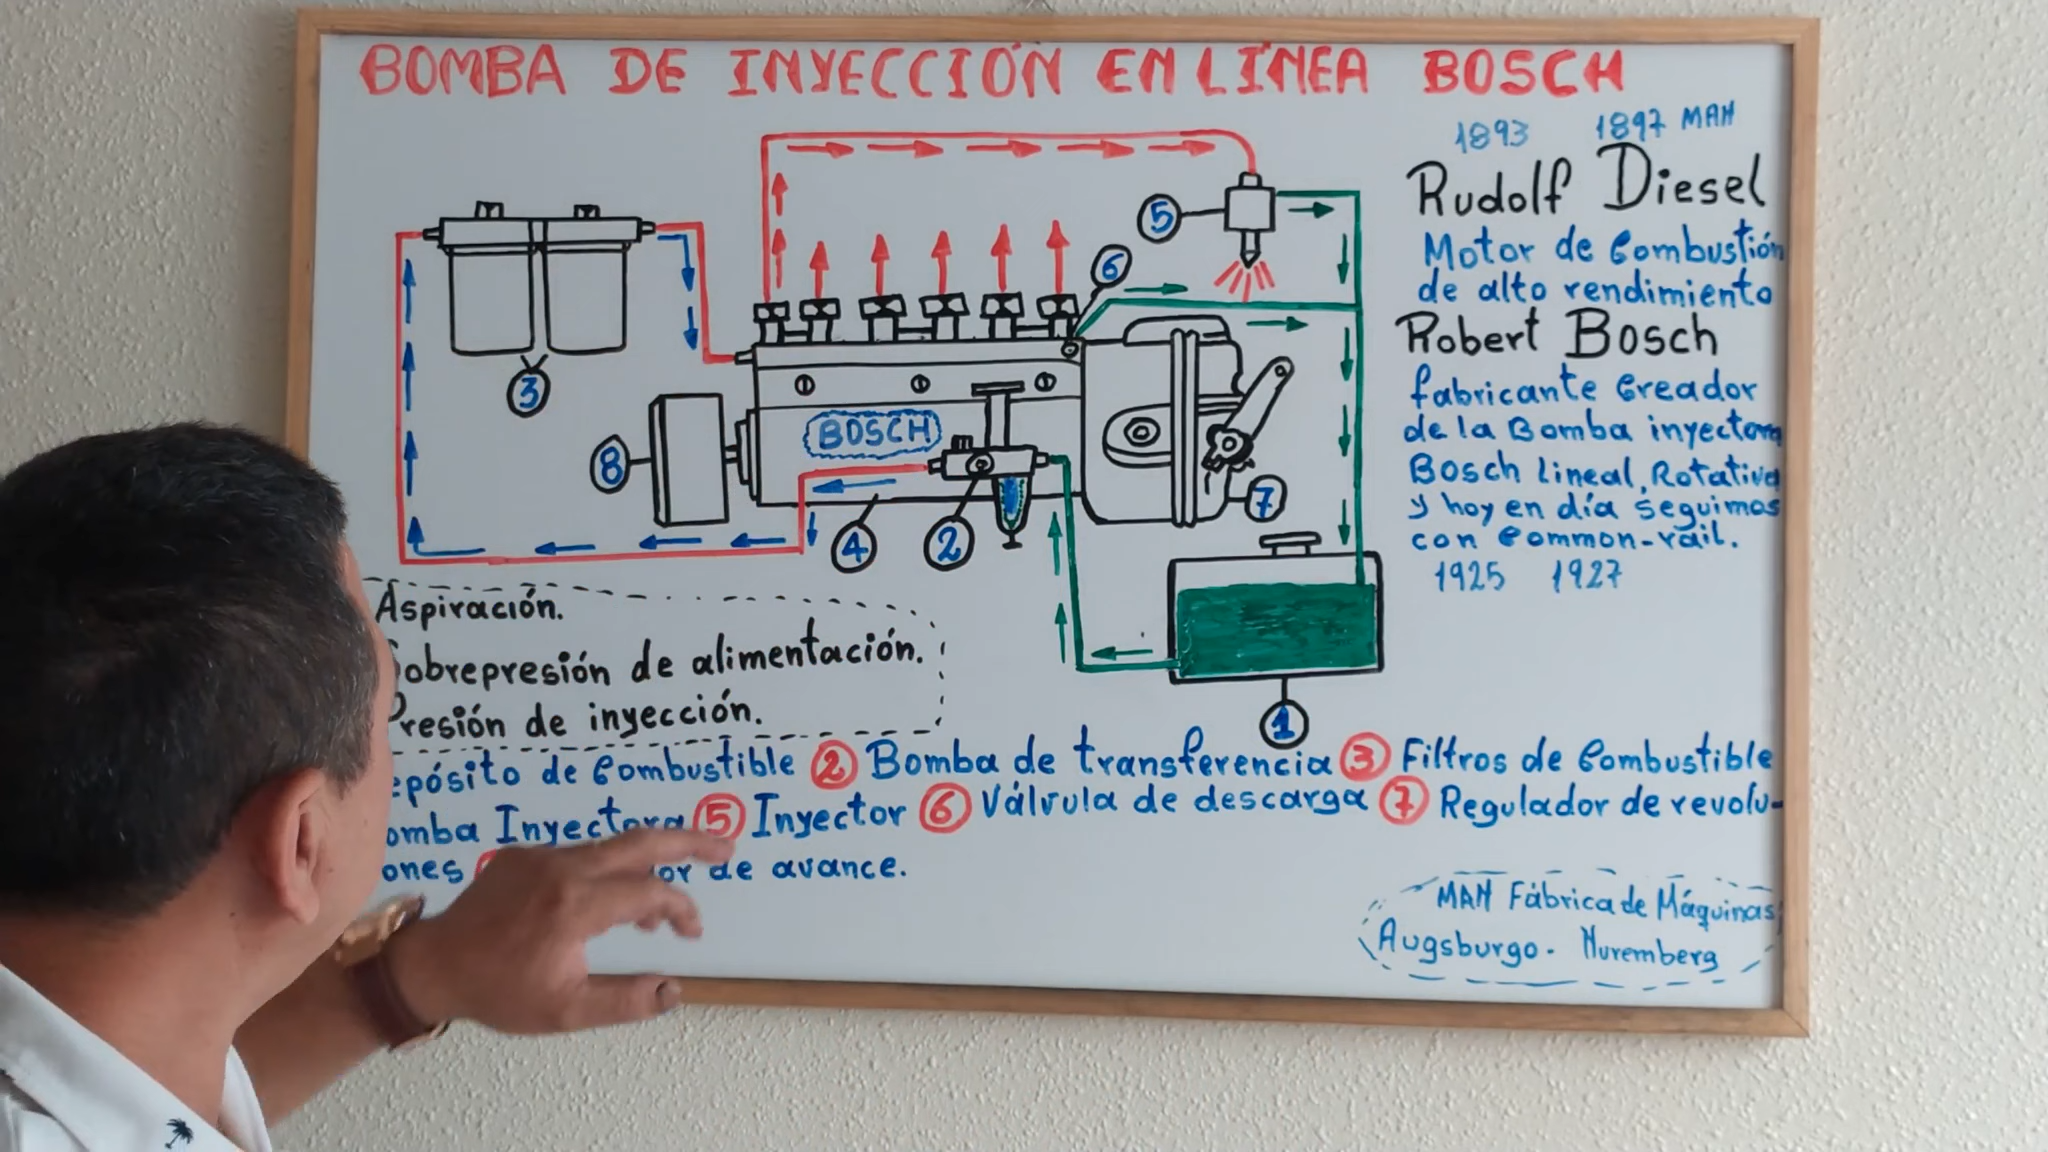 BOMBA DE INYECCIÓN EN LÍNEA BOSCH
1893 1897 MAN
Rudolf Diesel
Motor de Combustión
de alto rendimiento
Robert Bosch
fabricante Creador
de la Bomba inyectora
Bosch lineal, Rotativa
y hoy en día seguimos
con Common-rail.
1925 1927
5
6
3
8
BOSCH
7
4
2
1
Aspiración.
Sobrepresión de alimentación.
Presión de inyección.
epósito de Combustible 2 Bomba de transferencia 3 Filtros de Combustible
omba Inyectora 5 Inyector 6 Válvula de descarga 7 Regulador de revolu-
ones or de avance.
MAN Fábrica de Máquinas
Augsburgo - Nuremberg